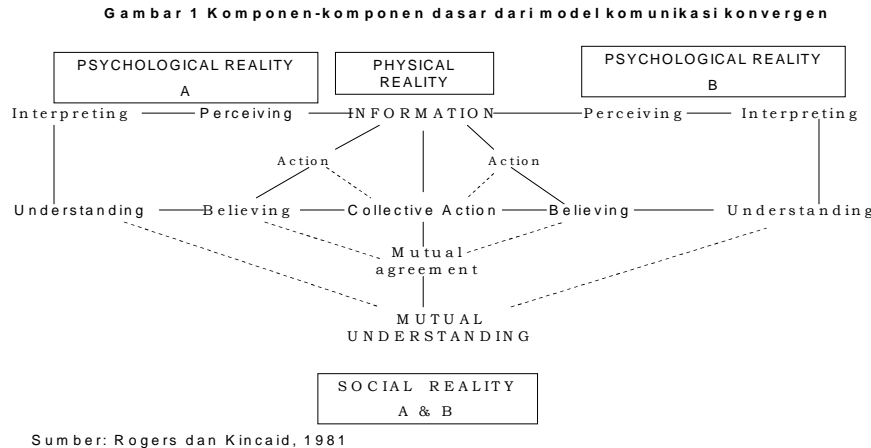 Gambar 1 Komponen-komponen dasar dari model komunikasi konvergen
PSYCHOLOGICAL REALITY
A
PHYSICAL
REALITY
PSYCHOLOGICAL REALITY
B
Interpreting Perceiving INFORMATION Perceiving Interpreting
Action Action
Understanding Believing Collective Action Believing Understanding
Mutual
agreement
MUTUAL
UNDERSTANDING
SOCIAL REALITY
A & B
Sumber: Rogers dan Kincaid, 1981